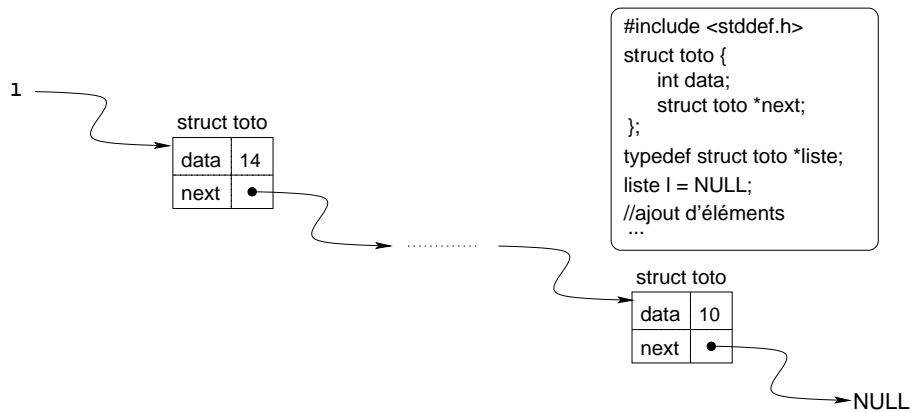 l
struct toto
data 14
next
#include <stddef.h>
struct toto {
int data;
struct toto *next;
};
typedef struct toto *liste;
liste l = NULL;
//ajout d'éléments
...
struct toto
data 10
next
NULL